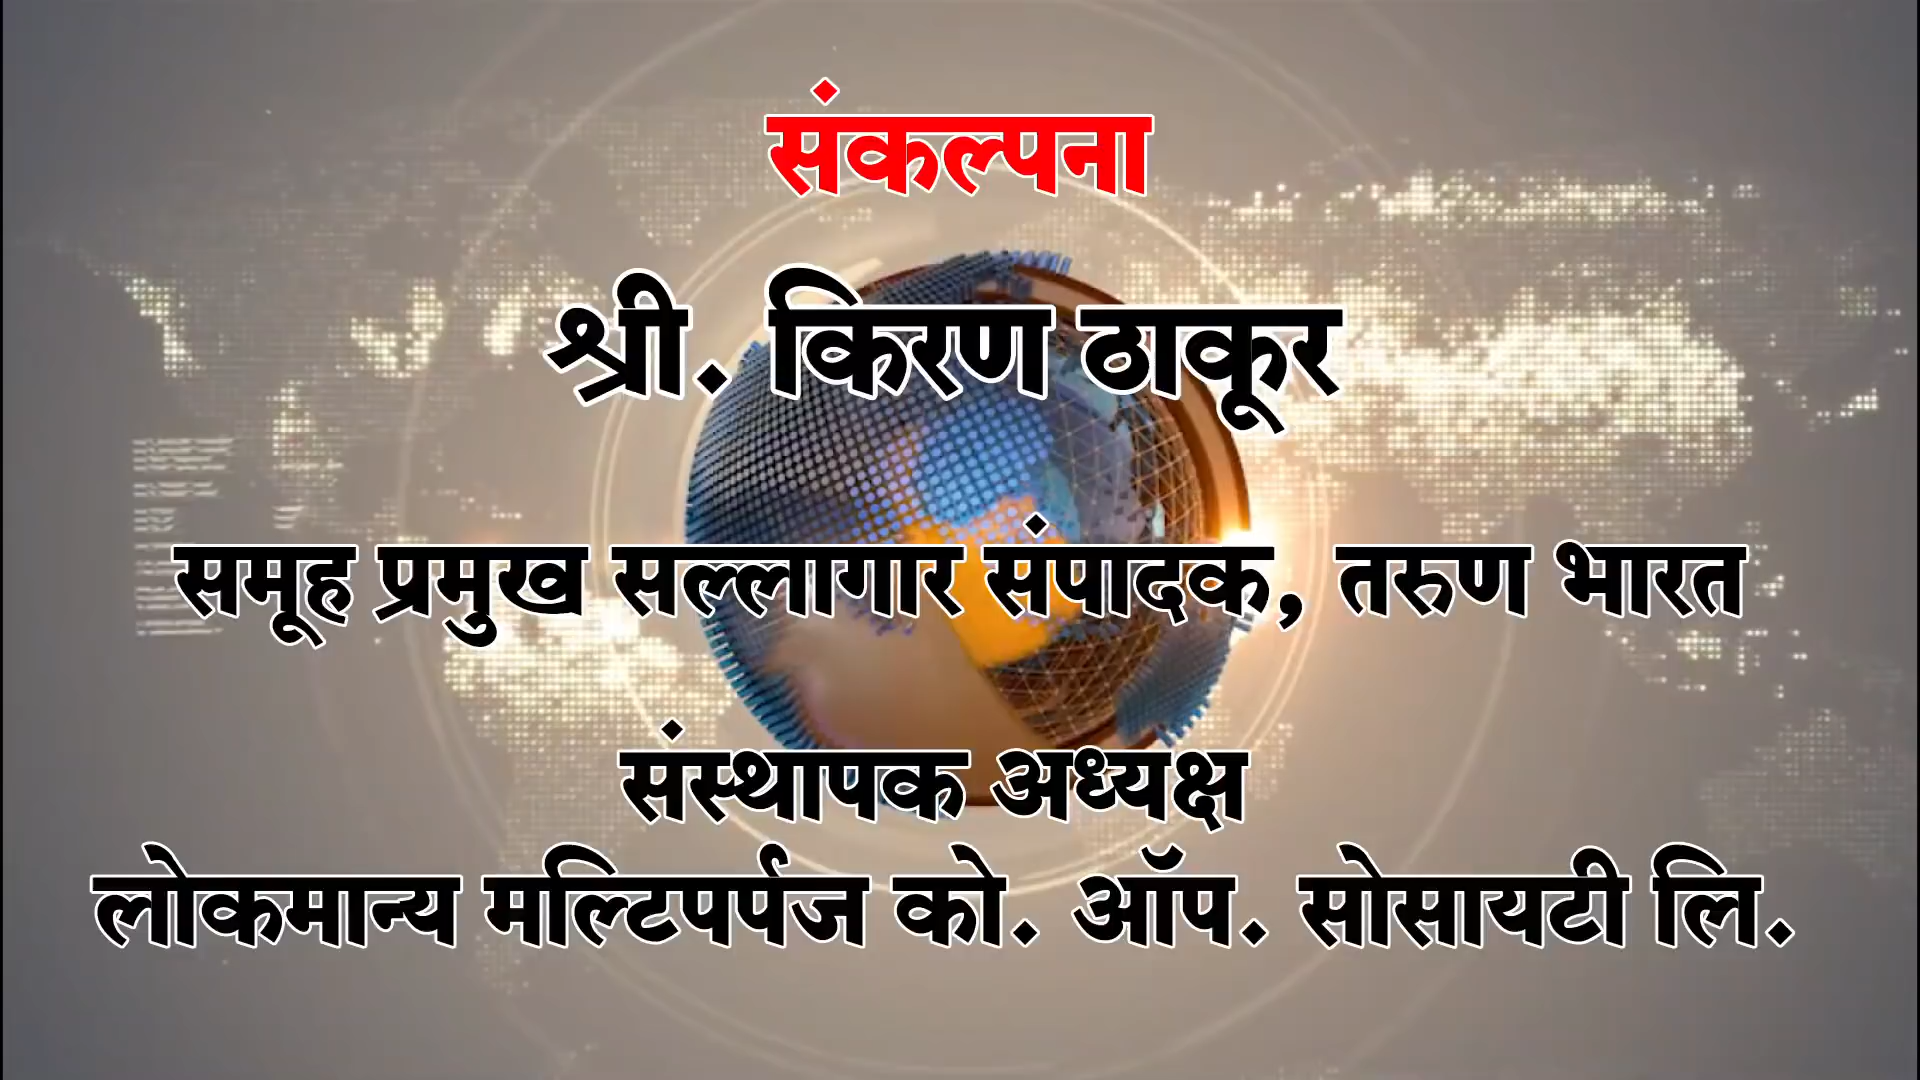 संकल्पना
श्री. किरण ठाकूर
समूह प्रमुख सल्लागार संपादक, तरुण भारत
संस्थापक अध्यक्ष
लोकमान्य मल्टिपर्पज को. ऑप. सोसायटी लि.